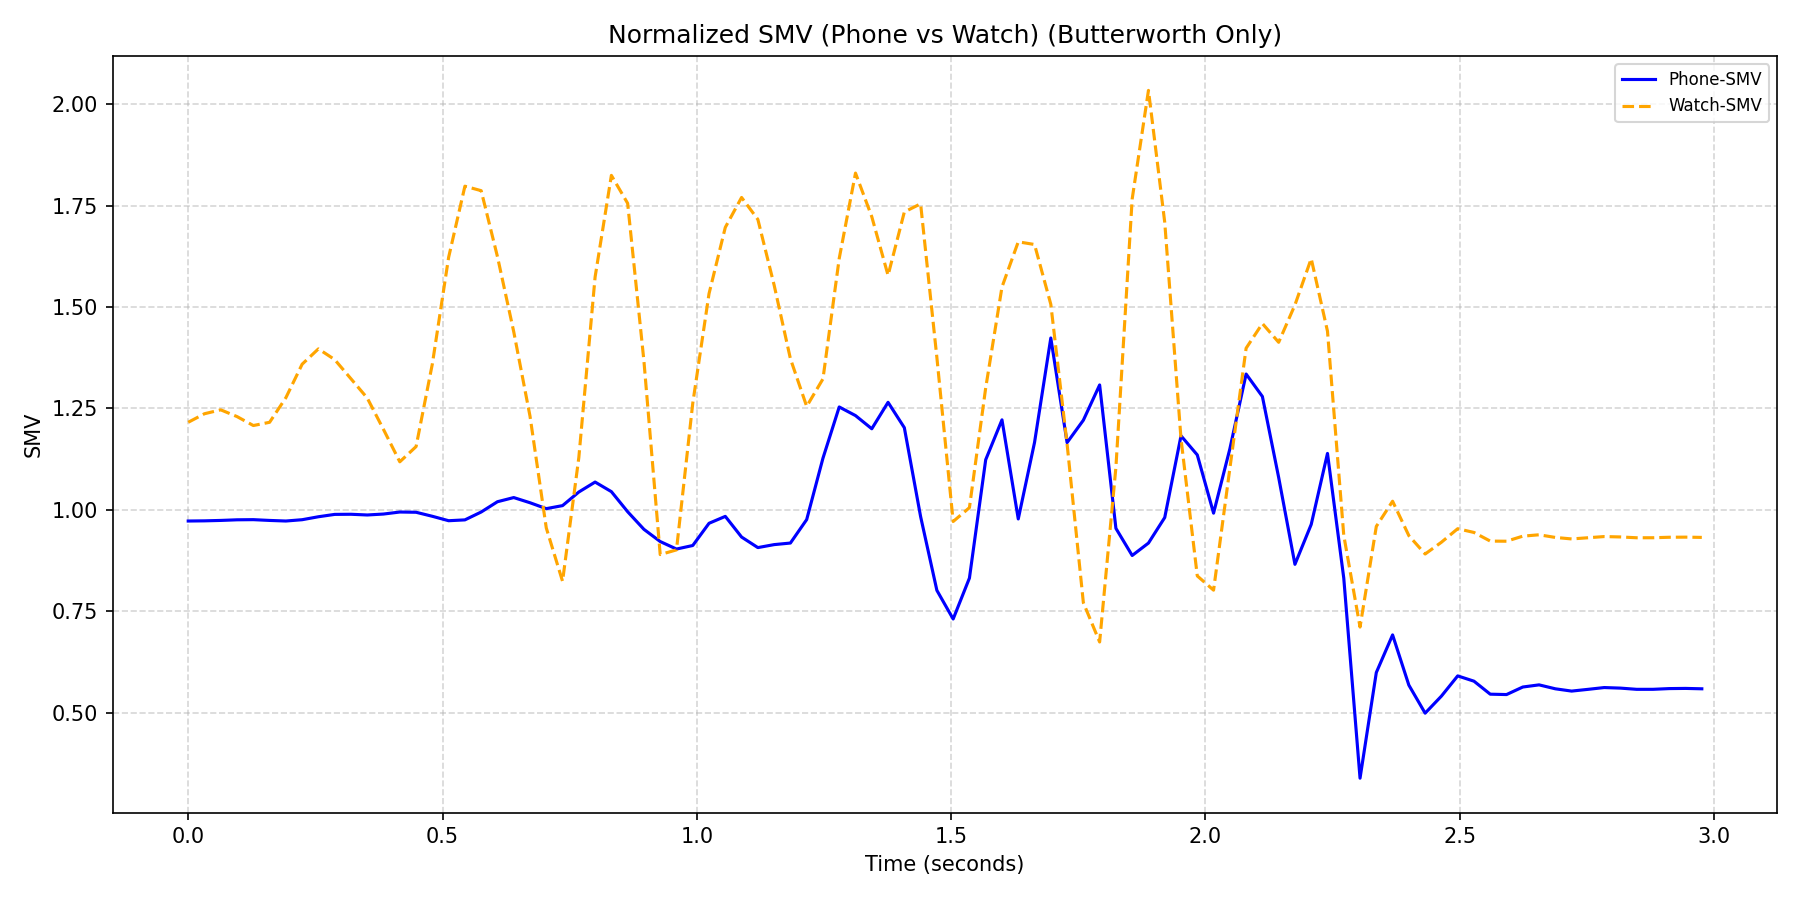 Normalized SMV (Phone vs Watch) (Butterworth Only)
Phone-SMV
Watch-SMV
SMV
2.00
1.75
1.50
1.25
1.00
0.75
0.50
0.0 0.5 1.0 1.5 2.0 2.5 3.0
Time (seconds)